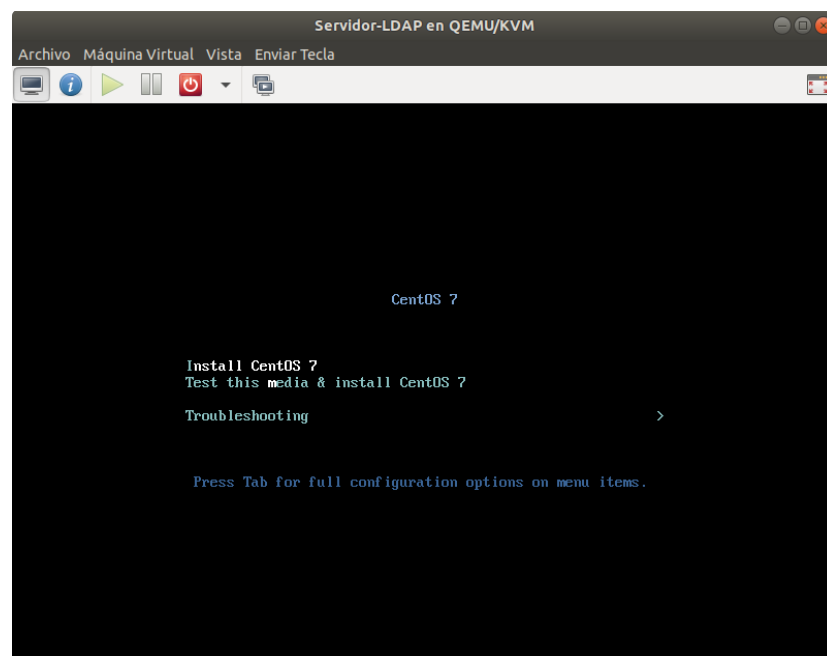 Servidor-LDAP en QEMU/KVM
Archivo Máquina Virtual Vista Enviar Tecla
CentOS 7
Install CentOS 7
Test this media & install CentOS 7
Troubleshooting >
Press Tab for full configuration options on menu items.